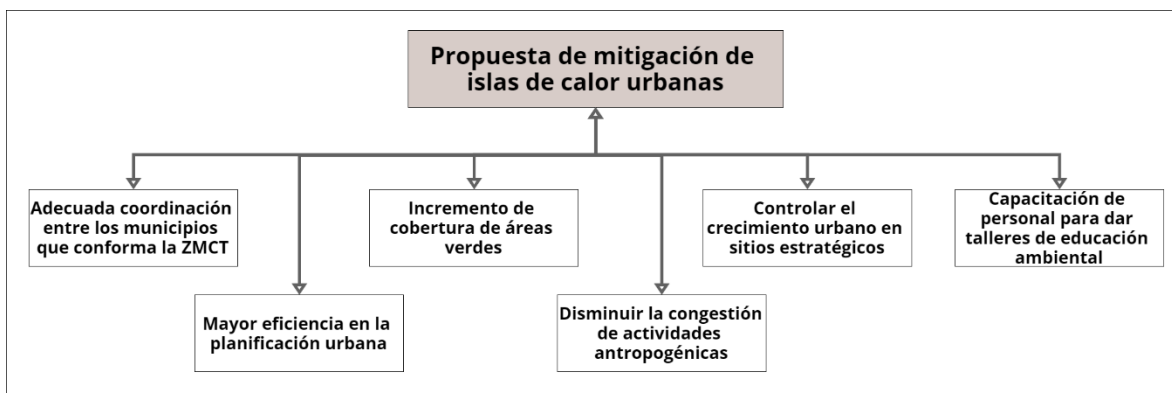 Propuesta de mitigación de
islas de calor urbanas
Adecuada coordinación
entre los municipios
que conforma la ZMCT
Incremento de
cobertura de áreas
verdes
Controlar el
crecimiento urbano en
sitios estratégicos
Capacitación de
personal para dar
talleres de educación
ambiental
Mayor eficiencia en la
planificación urbana
Disminuir la congestión
de actividades
antropogénicas